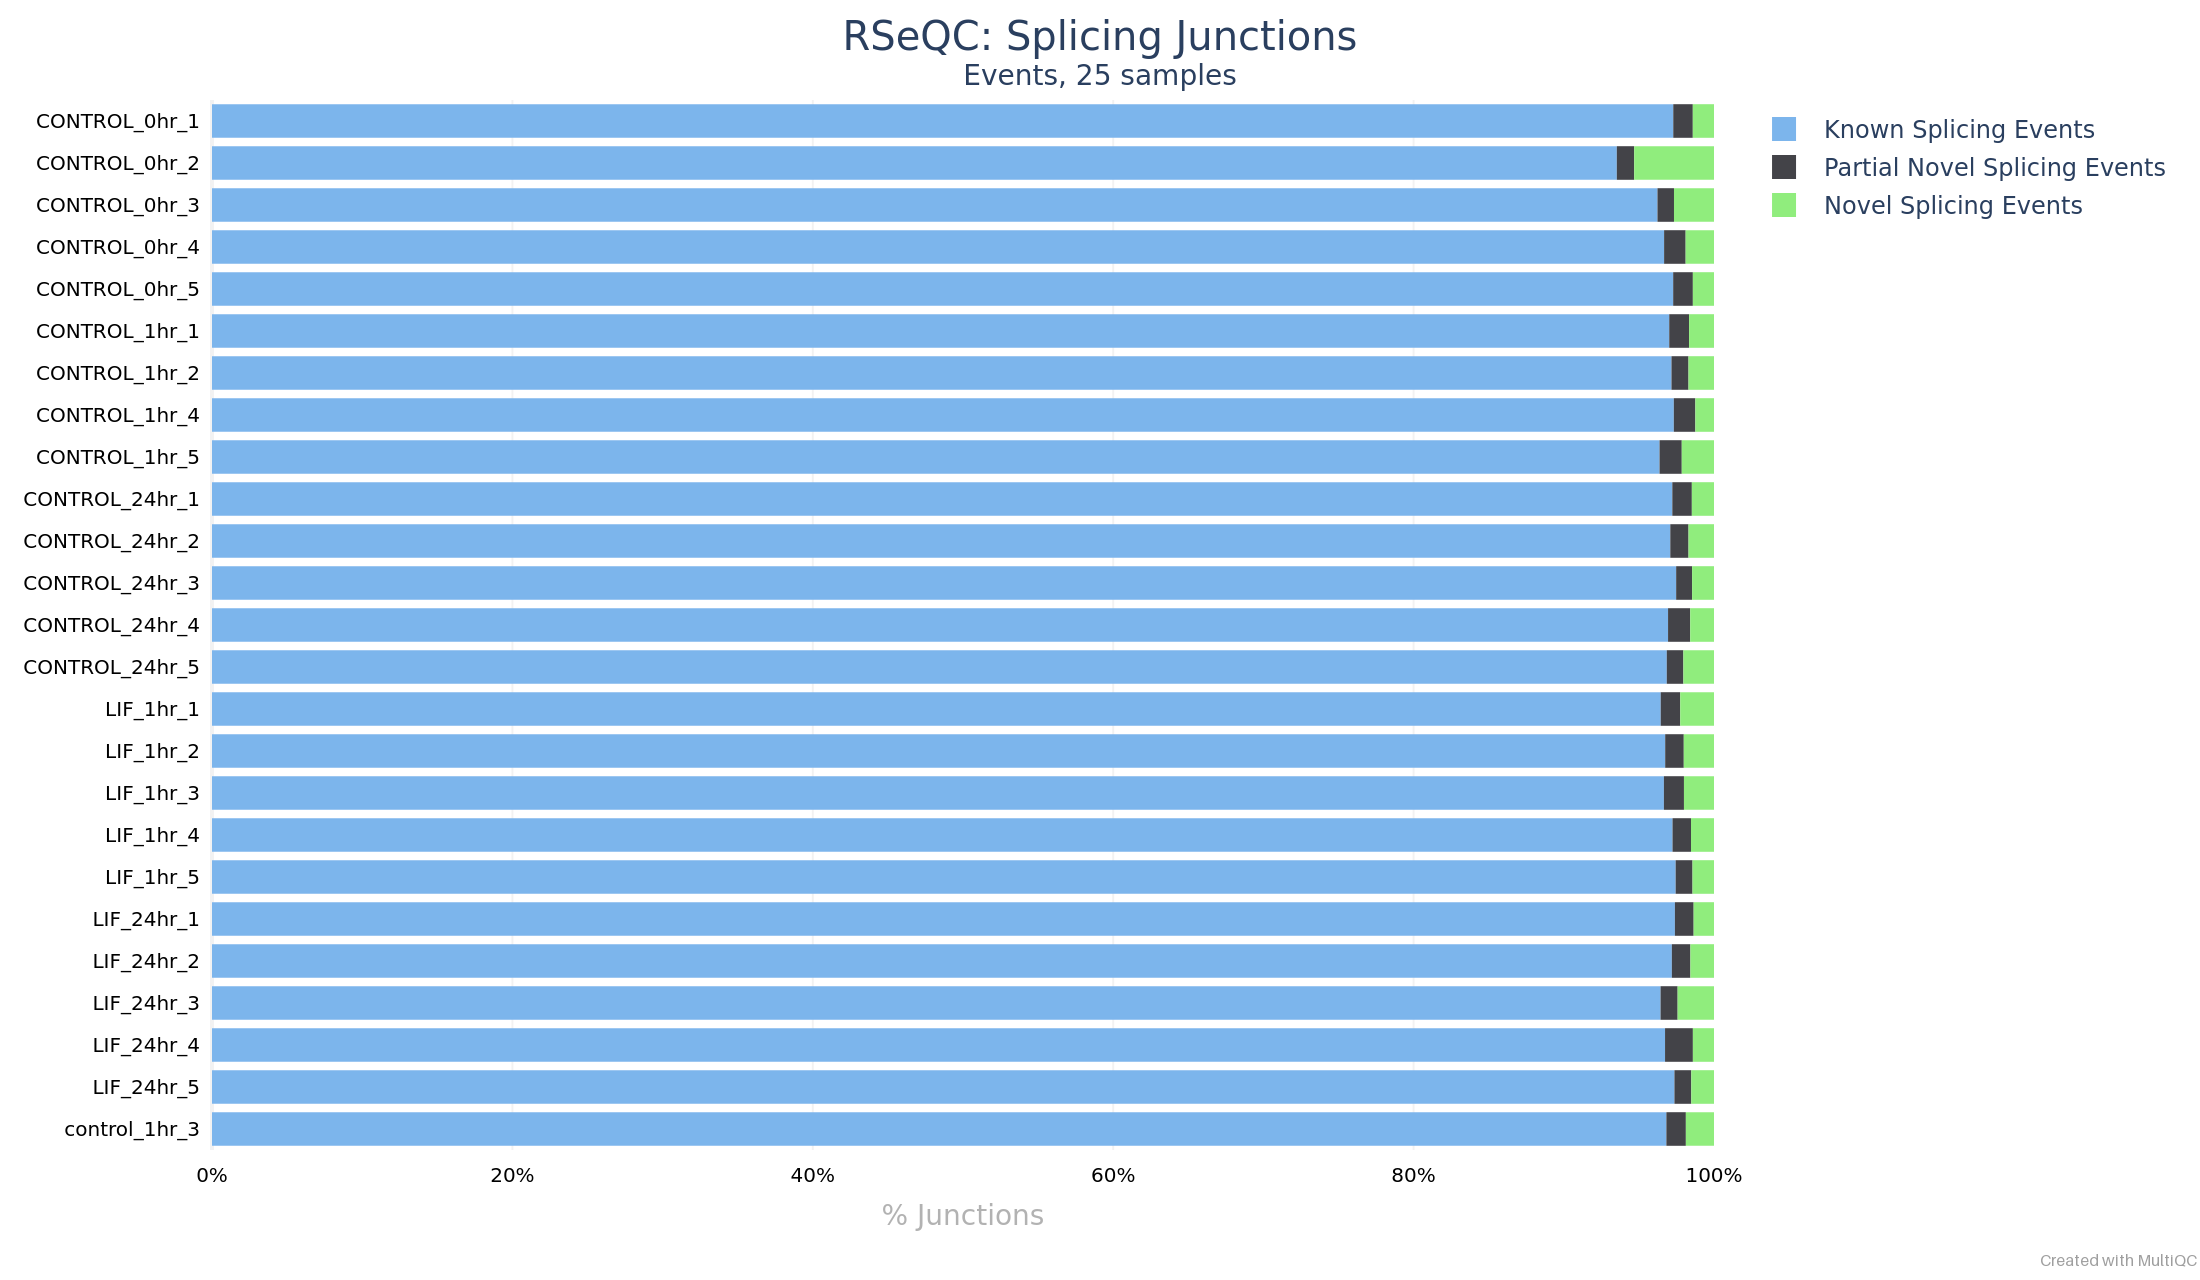 RSeQC: Splicing Junctions
Events, 25 samples
CONTROL_0hr_1
CONTROL_0hr_2
CONTROL_0hr_3
CONTROL_0hr_4
CONTROL_0hr_5
CONTROL_1hr_1
CONTROL_1hr_2
CONTROL_1hr_4
CONTROL_1hr_5
CONTROL_24hr_1
CONTROL_24hr_2
CONTROL_24hr_3
CONTROL_24hr_4
CONTROL_24hr_5
LIF_1hr_1
LIF_1hr_2
LIF_1hr_3
LIF_1hr_4
LIF_1hr_5
LIF_24hr_1
LIF_24hr_2
LIF_24hr_3
LIF_24hr_4
LIF_24hr_5
control_1hr_3
0% 20% 40% 60% 80% 100%
% Junctions
Known Splicing Events
Partial Novel Splicing Events
Novel Splicing Events
Created with MultiQC